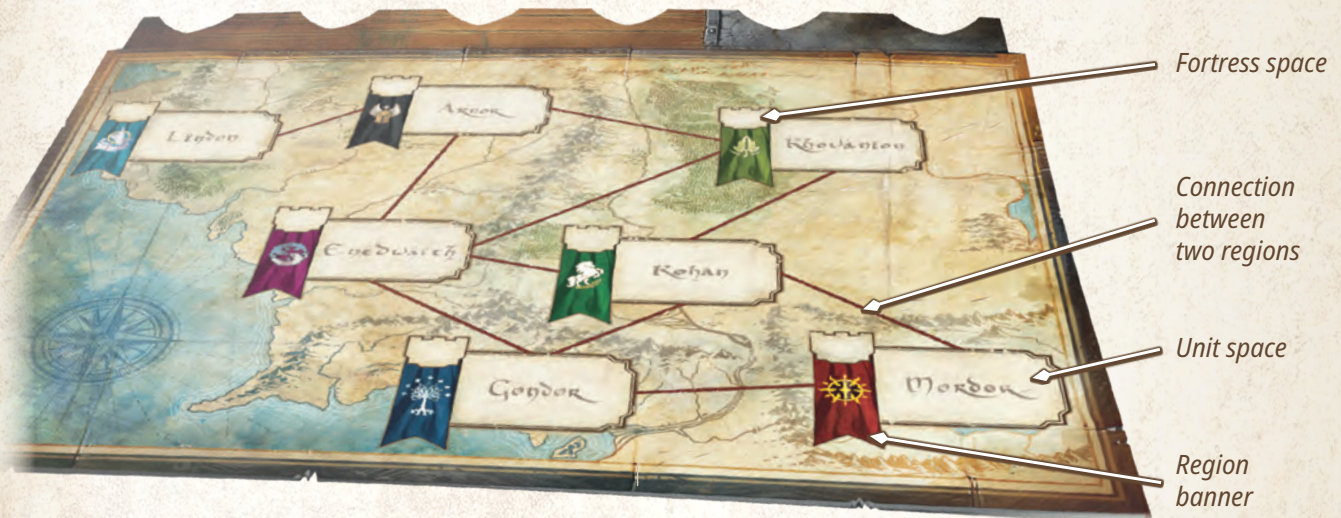 Fortress space
Lindon
Arnor
Rhovanion
Connection
between
two regions
Enedwaith
Rohan
Unit space
Gondor
Mordor
Region
banner